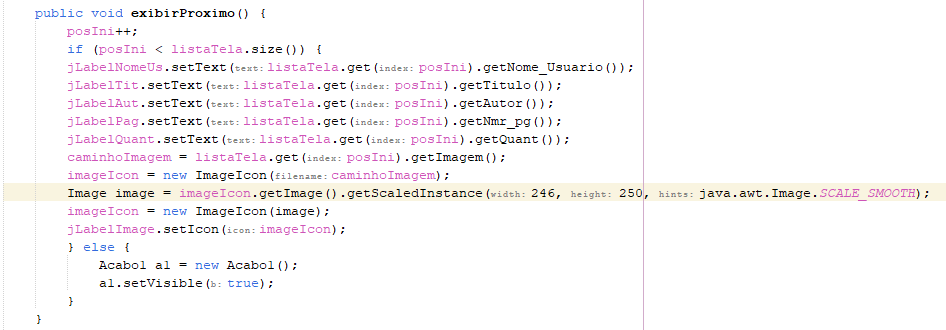 public void exibirProximo() {
posIni++;
if (posIni < listaTela.size()) {
jLabelNomeUs.setText(text: listaTela.get(index: posIni).getNome_Usuario());
jLabelTit.setText(text: listaTela.get(index: posIni).getTitulo());
jLabelAut.setText(text: listaTela.get(index: posIni).getAutor());
jLabelPag.setText(text: listaTela.get(index: posIni).getNmr_pg());
jLabelQuant.setText(text: listaTela.get(index: posIni).getQuant());
caminhoImagem = listaTela.get(index: posIni).getImagem();
imageIcon = new ImageIcon(filename: caminhoImagem);
Image image = imageIcon.getImage().getScaledInstance(width: 246, height: 250, hints: java.awt.Image.SCALE_SMOOTH);
imageIcon = new ImageIcon(image);
jLabelImage.setIcon(icon: imageIcon);
} else {
Acabol al = new Acabol();
al.setVisible(b: true);
}
}